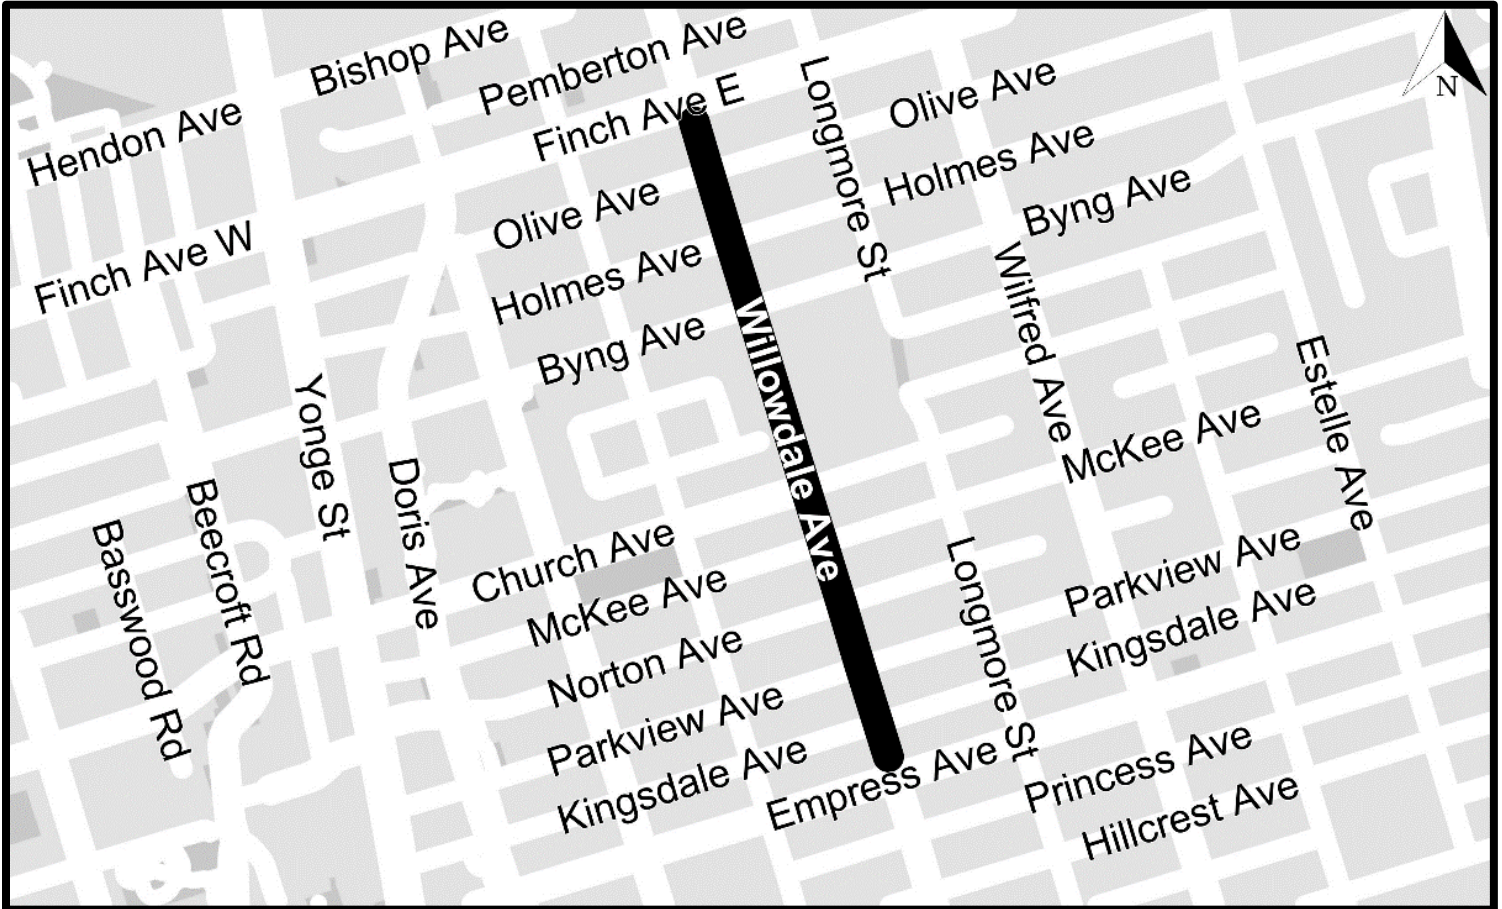 Bishop Ave
Pemberton Ave
Hendon Ave
Finch Ave E
Longmore St
Olive Ave
N
Holmes Ave
Byng Ave
Finch Ave W
Olive Ave
Holmes Ave
Byng Ave
Willowdale Ave
Wilfred Ave
Estelle Ave
Yonge St
Doris Ave
McKee Ave
Beecroft Rd
Basswood Rd
Church Ave
McKee Ave
Norton Ave
Parkview Ave
Kingsdale Ave
Longmore St
Parkview Ave
Kingsdale Ave
Empress Ave
Princess Ave
Hillcrest Ave